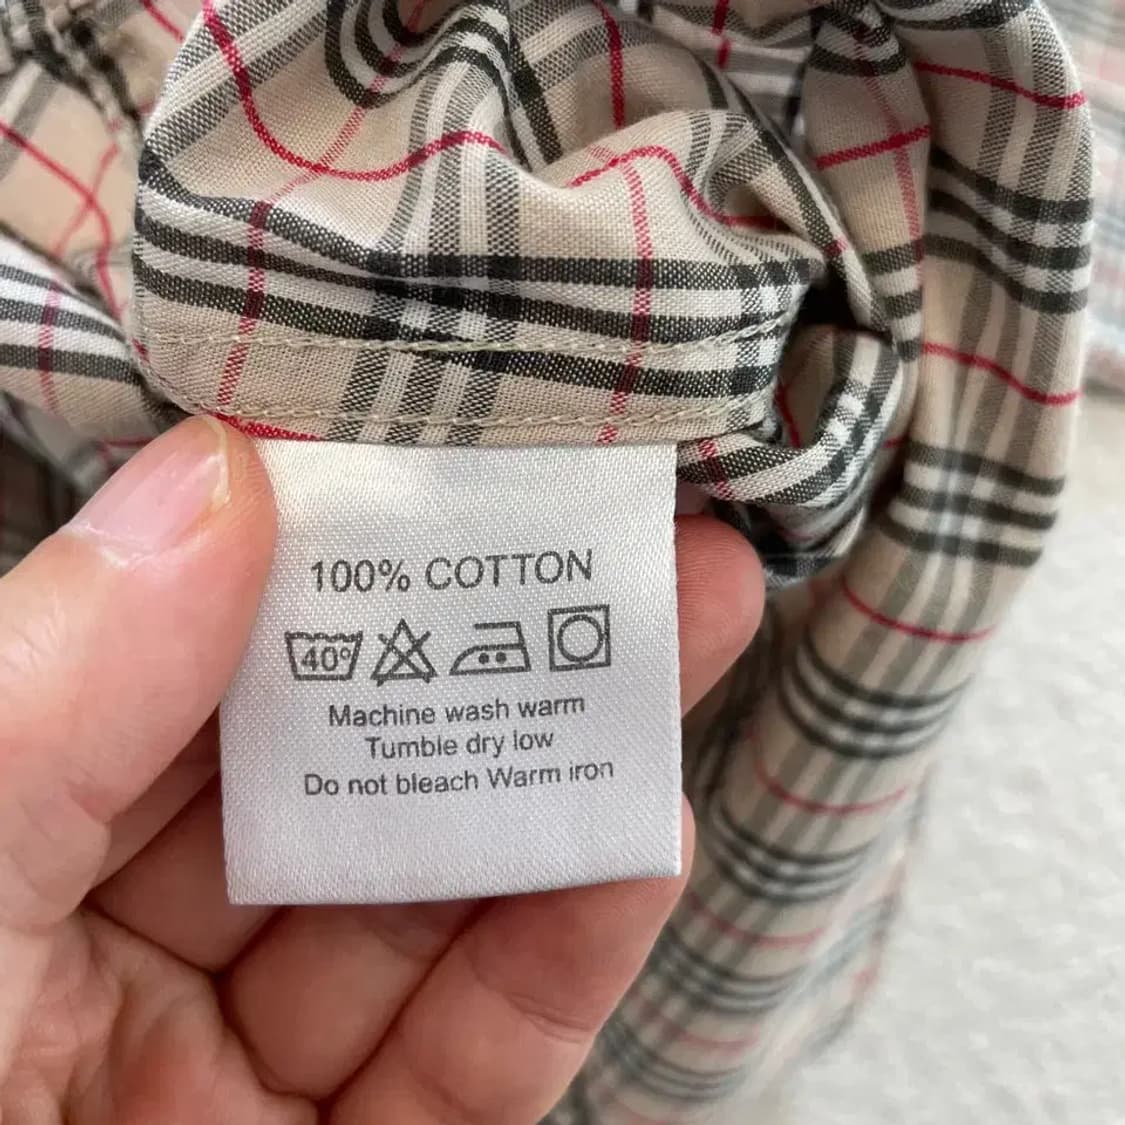 100% COTTON
40°
Machine wash warm
Tumble dry low
Do not bleach Warm iron